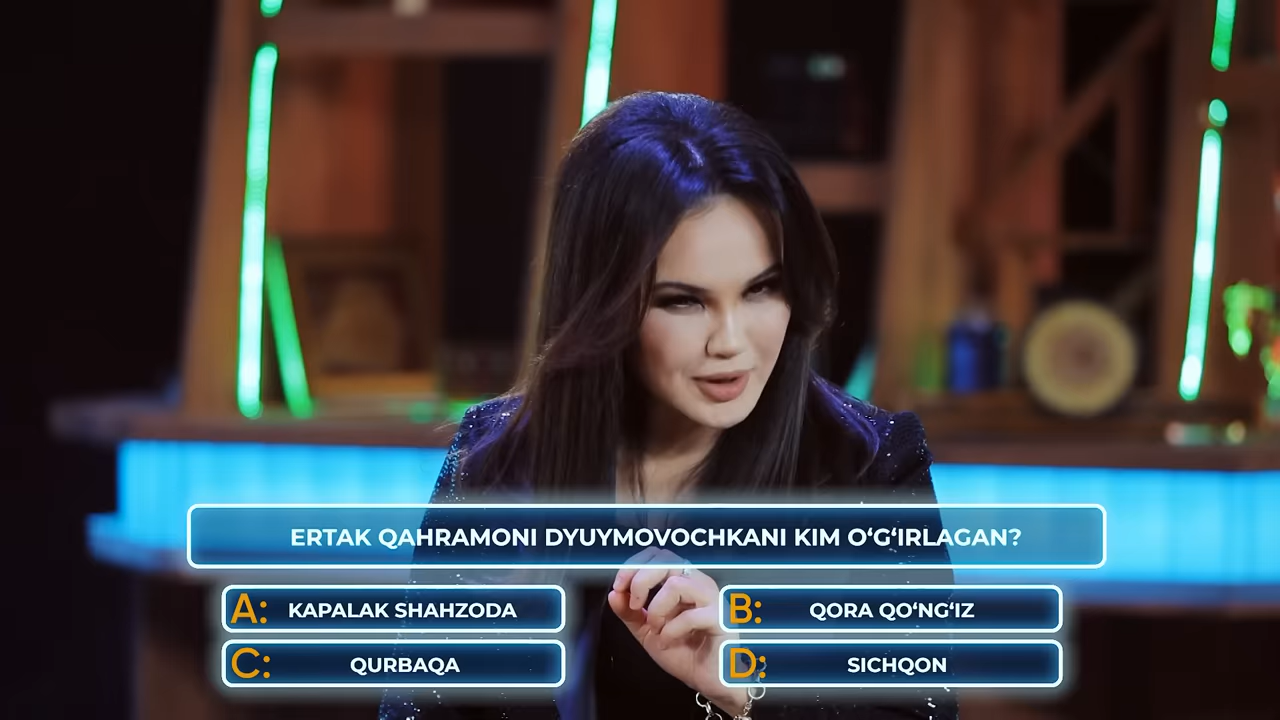 ERTAK QAHRAMONI DYUYMOVOCHKANI KIM O‘G‘IRLAGAN?
A: KAPALAK SHAHZODA
B: QORA QO‘NG‘IZ
C: QURBAQA
D: SICHQON